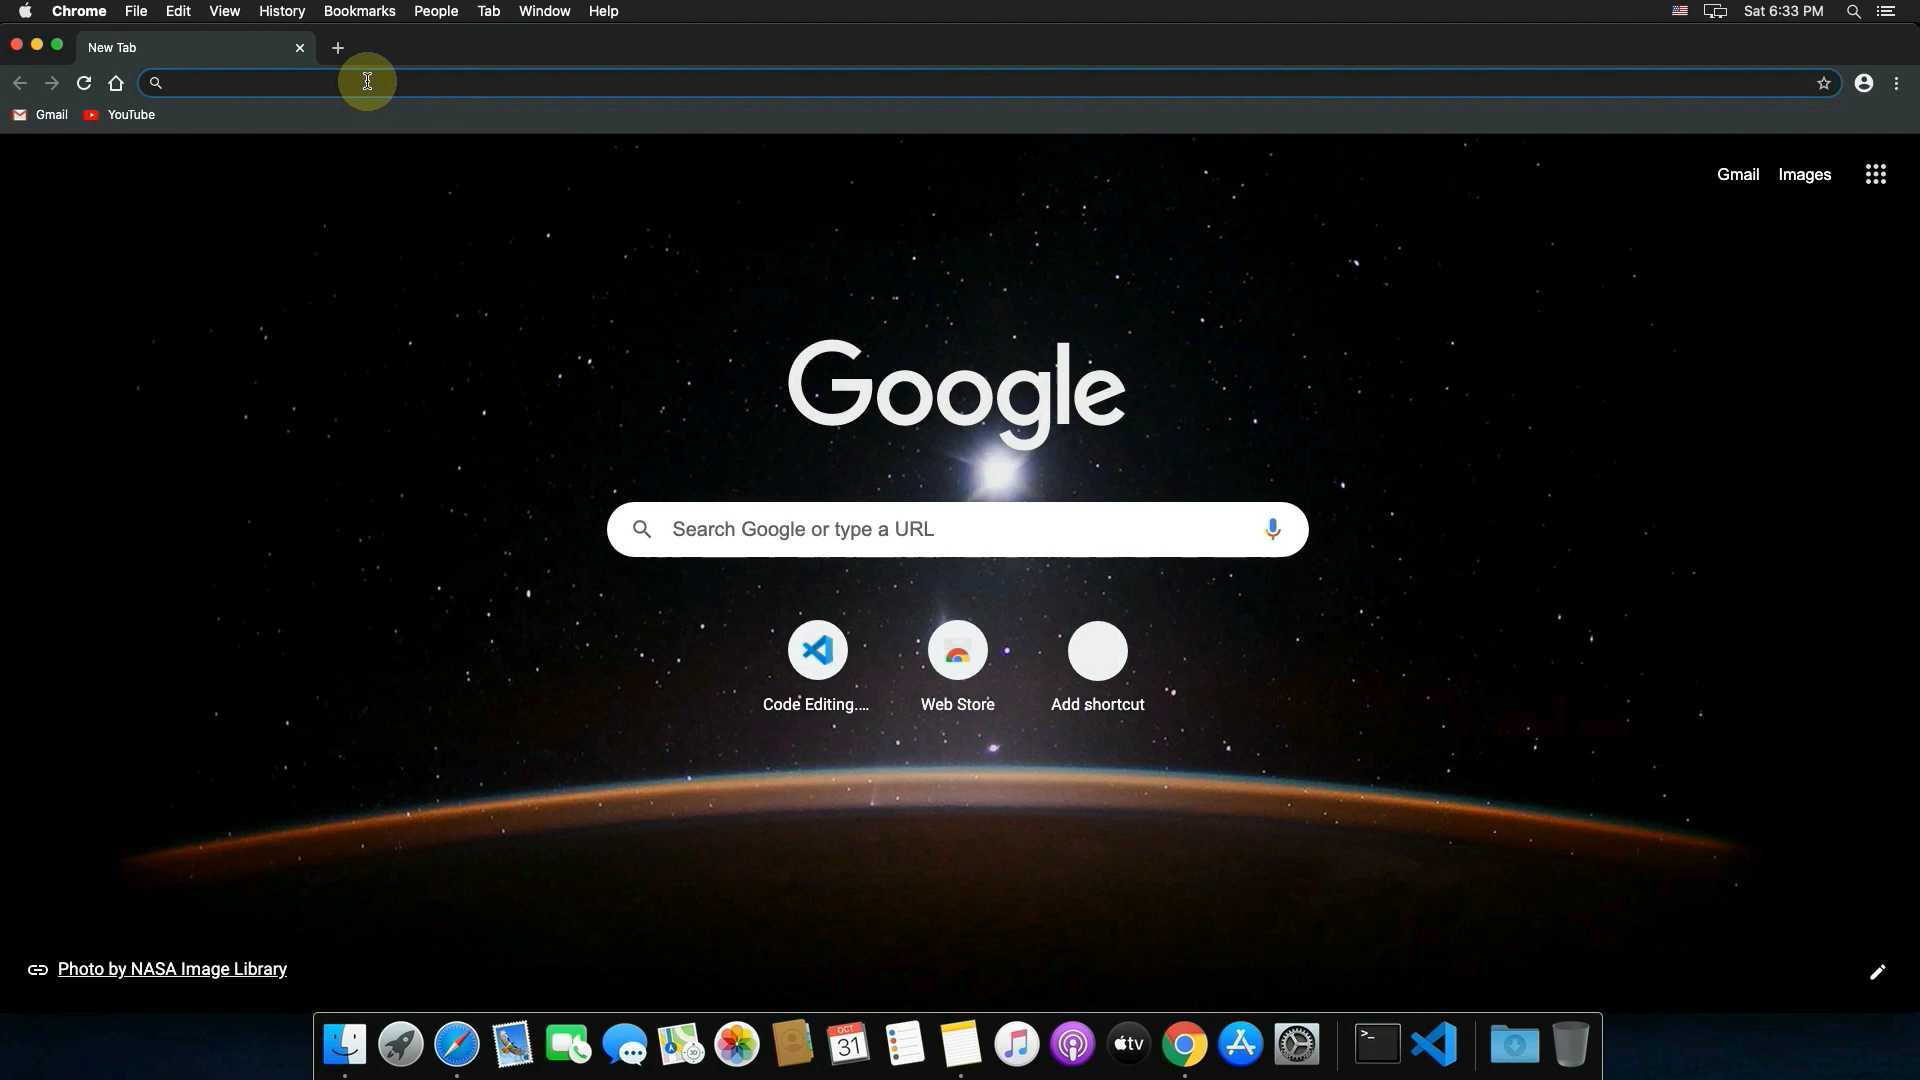 Chrome File Edit View History Bookmarks People Tab Window Help Sat 6:33 PM
New Tab
Gmail YouTube
Gmail Images
Google
Search Google or type a URL
Code Editing.... Web Store Add shortcut
Photo by NASA Image Library
OCT
31
3D
tv
>_